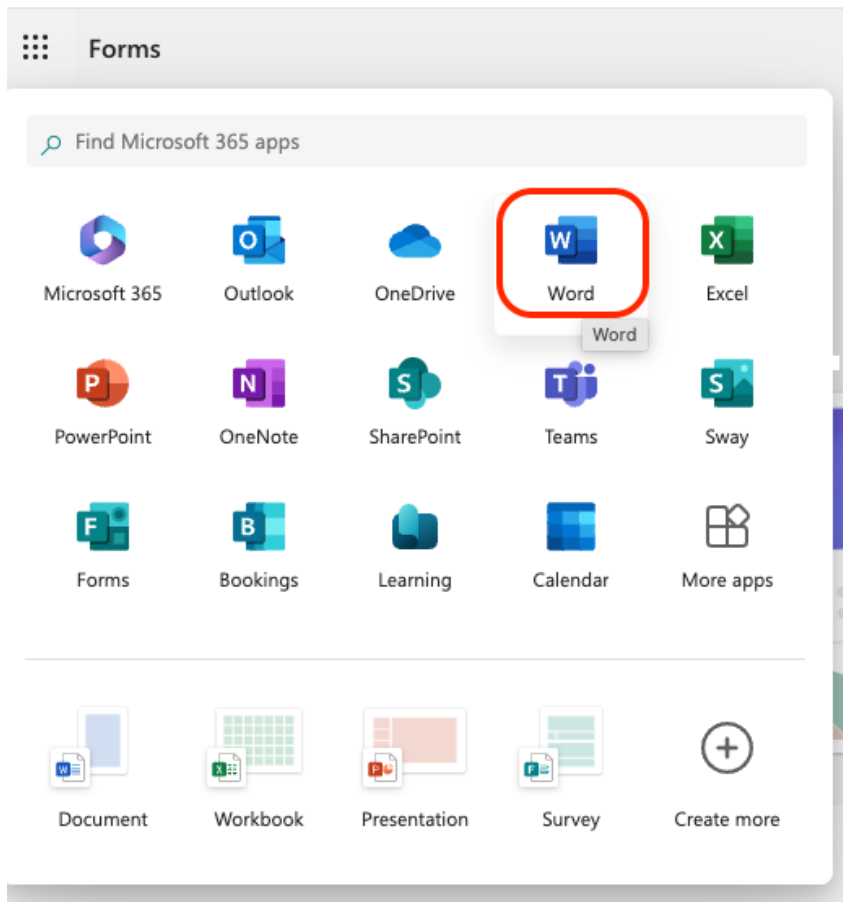 Forms
Find Microsoft 365 apps
Microsoft 365 Outlook OneDrive Word Excel
Word
PowerPoint OneNote SharePoint Teams Sway
Forms Bookings Learning Calendar More apps
Document Workbook Presentation Survey Create more